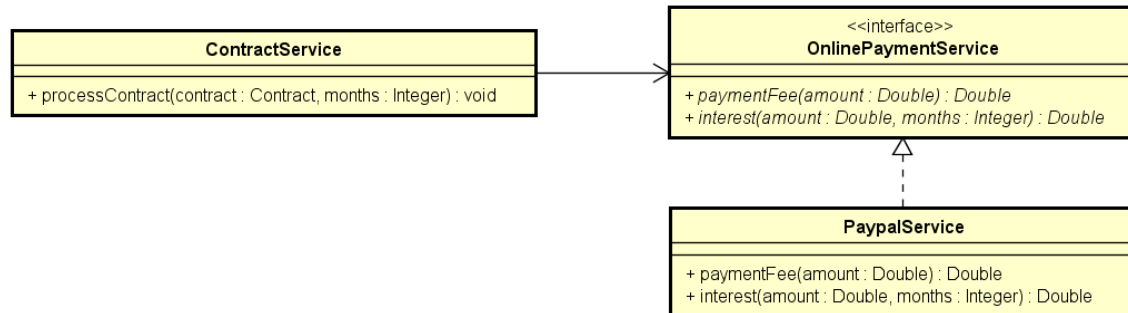 ContractService
+ processContract(contract : Contract, months : Integer) : void
<<interface>>
OnlinePaymentService
+ paymentFee(amount : Double) : Double
+ interest(amount : Double, months : Integer) : Double
PaypalService
+ paymentFee(amount : Double) : Double
+ interest(amount : Double, months : Integer) : Double